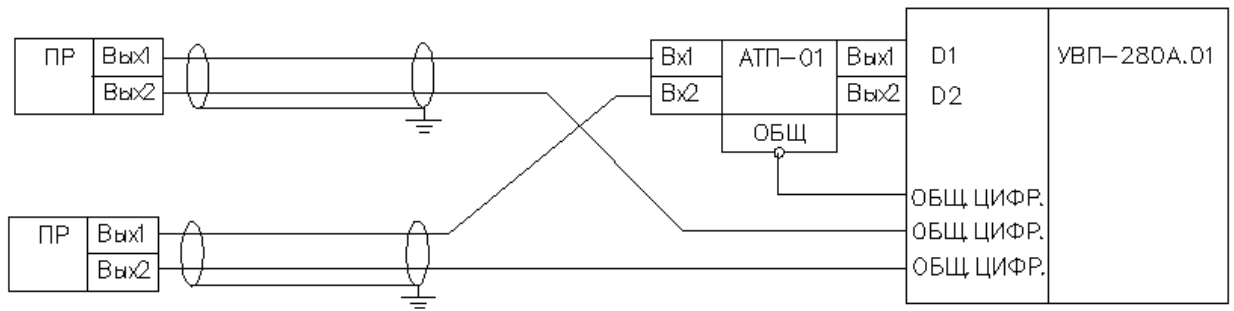 ПР Вых1
Вых2
Вх1 АТП-01 Вых1 D1 УВП-280А.01
Вх2 Вых2 D2
ОБЩ
ОБЩ. ЦИФР.
ОБЩ. ЦИФР.
ОБЩ. ЦИФР.
ПР Вых1
Вых2